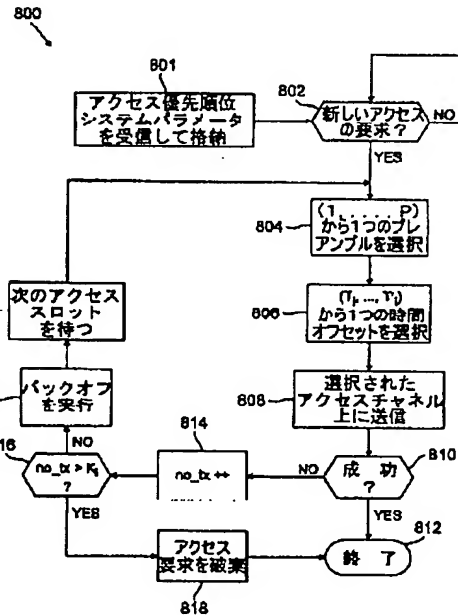 800
801
アクセス優先順位
システムパラメータ
を受信して格納
802
新しいアクセス
の要求？
NO
YES
804
(1, . . . , P)
から1つのプレ
アンブルを選択
806
から1つの時間
オフセットを選択
808
選択された
アクセスチャネル
上に送信
810
成 功
?
NO
YES
812
終 了
814
no_tx ++
16
no_tx >
?
NO
YES
バックオフ
を実行
次のアクセス
スロット
を待つ
アクセス
要求を破棄
818